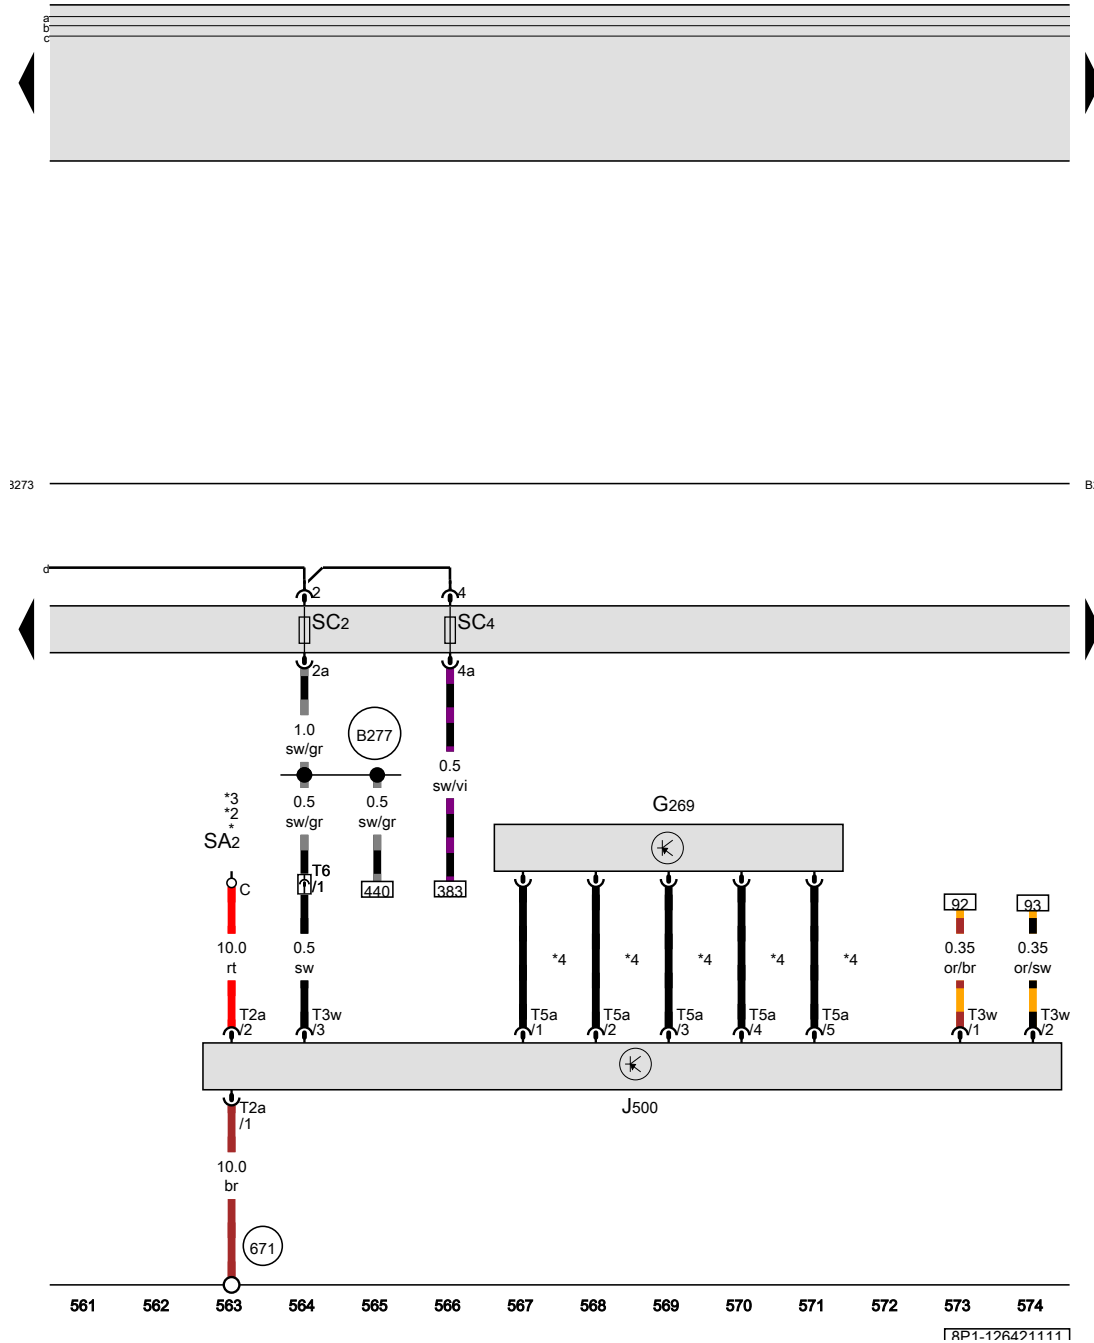 a
b
c
B273
d
2
4
SC2
SC4
2a
4a
1.0
sw/gr
B277
0.5
sw/vi
*3
*2
*
SA2
0.5
sw/gr
0.5
sw/gr
G269
T6
/1
C
440
383
92
93
10.0
rt
0.5
sw
*4
*4
*4
*4
*4
0.35
or/br
0.35
or/sw
T2a
/2
T3w
/3
T5a
/1
T5a
/2
T5a
/3
T5a
/4
T5a
/5
T3w
/1
T3w
/2
J500
T2a
/1
10.0
br
671
561 562 563 564 565 566 567 568 569 570 571 572 573 574
8P1-126421111